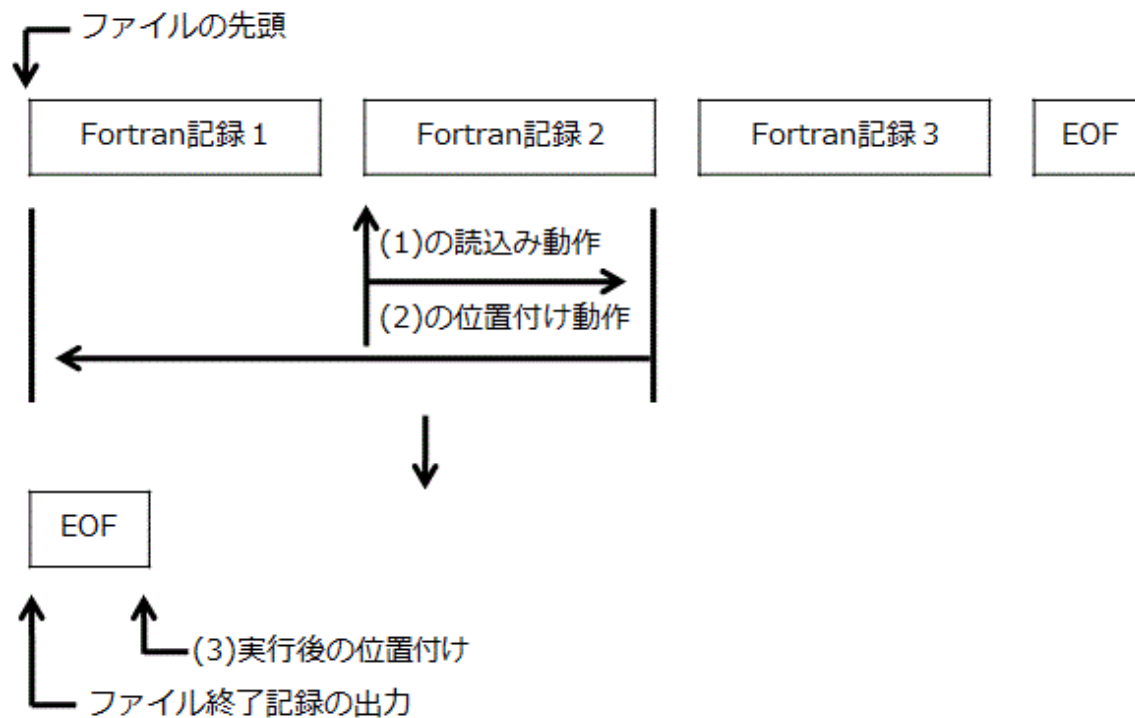 ファイルの先頭
Fortran記録１ Fortran記録２ Fortran記録３ EOF
(1)の読込み動作
(2)の位置付け動作
EOF
(3)実行後の位置付け
ファイル終了記録の出力